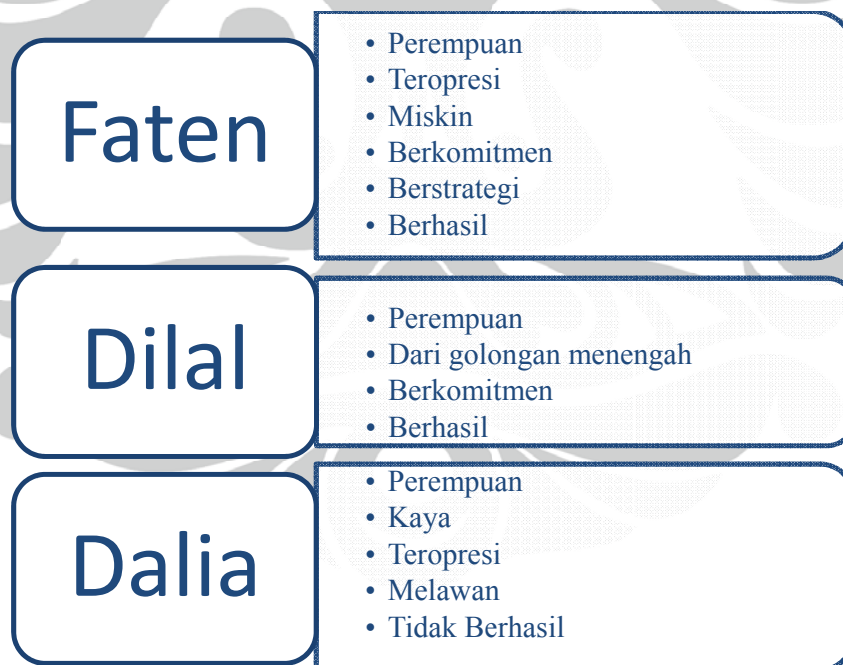 Faten
• Perempuan
• Teropresi
• Miskin
• Berkomitmen
• Berstrategi
• Berhasil
Dilal
• Perempuan
• Dari golongan menengah
• Berkomitmen
• Berhasil
Dalia
• Perempuan
• Kaya
• Teropresi
• Melawan
• Tidak Berhasil